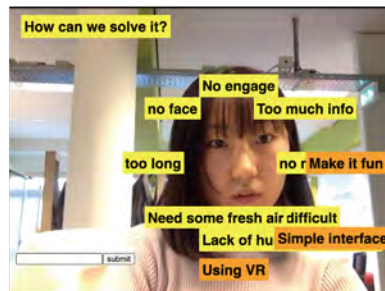 How can we solve it?
No engage
no face
Too much info
too long
no
Make it fun
Need some fresh air
difficult
Lack of
Simple interface
Using VR
submit